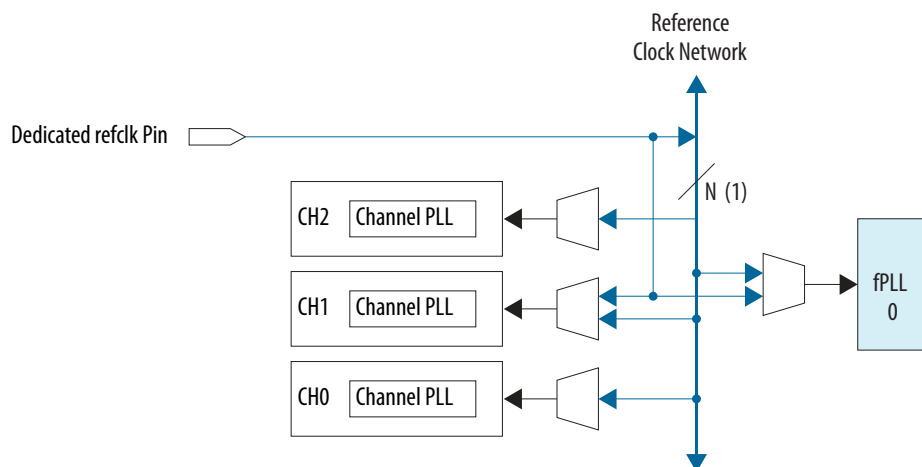 Reference
Clock Network
Dedicated refclk Pin
N (1)
CH2 Channel PLL
CH1 Channel PLL
fPLL
0
CH0 Channel PLL